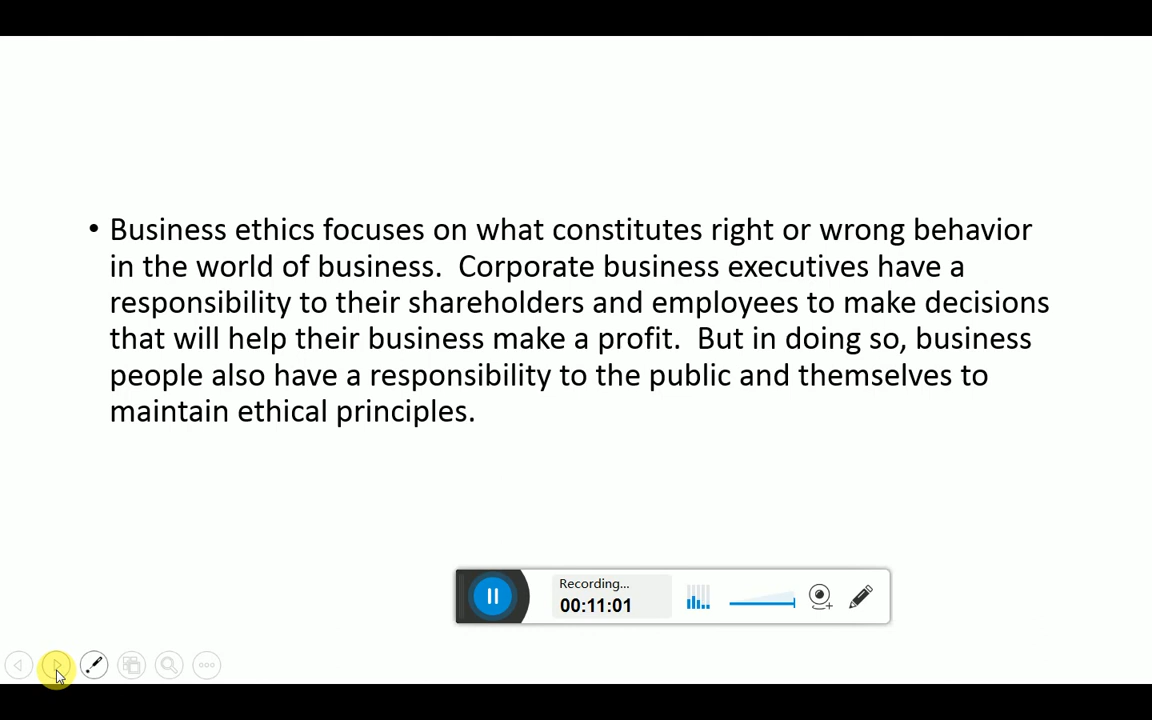 • Business ethics focuses on what constitutes right or wrong behavior
in the world of business.  Corporate business executives have a
responsibility to their shareholders and employees to make decisions
that will help their business make a profit.  But in doing so, business
people also have a responsibility to the public and themselves to
maintain ethical principles.
Recording...
00:11:01